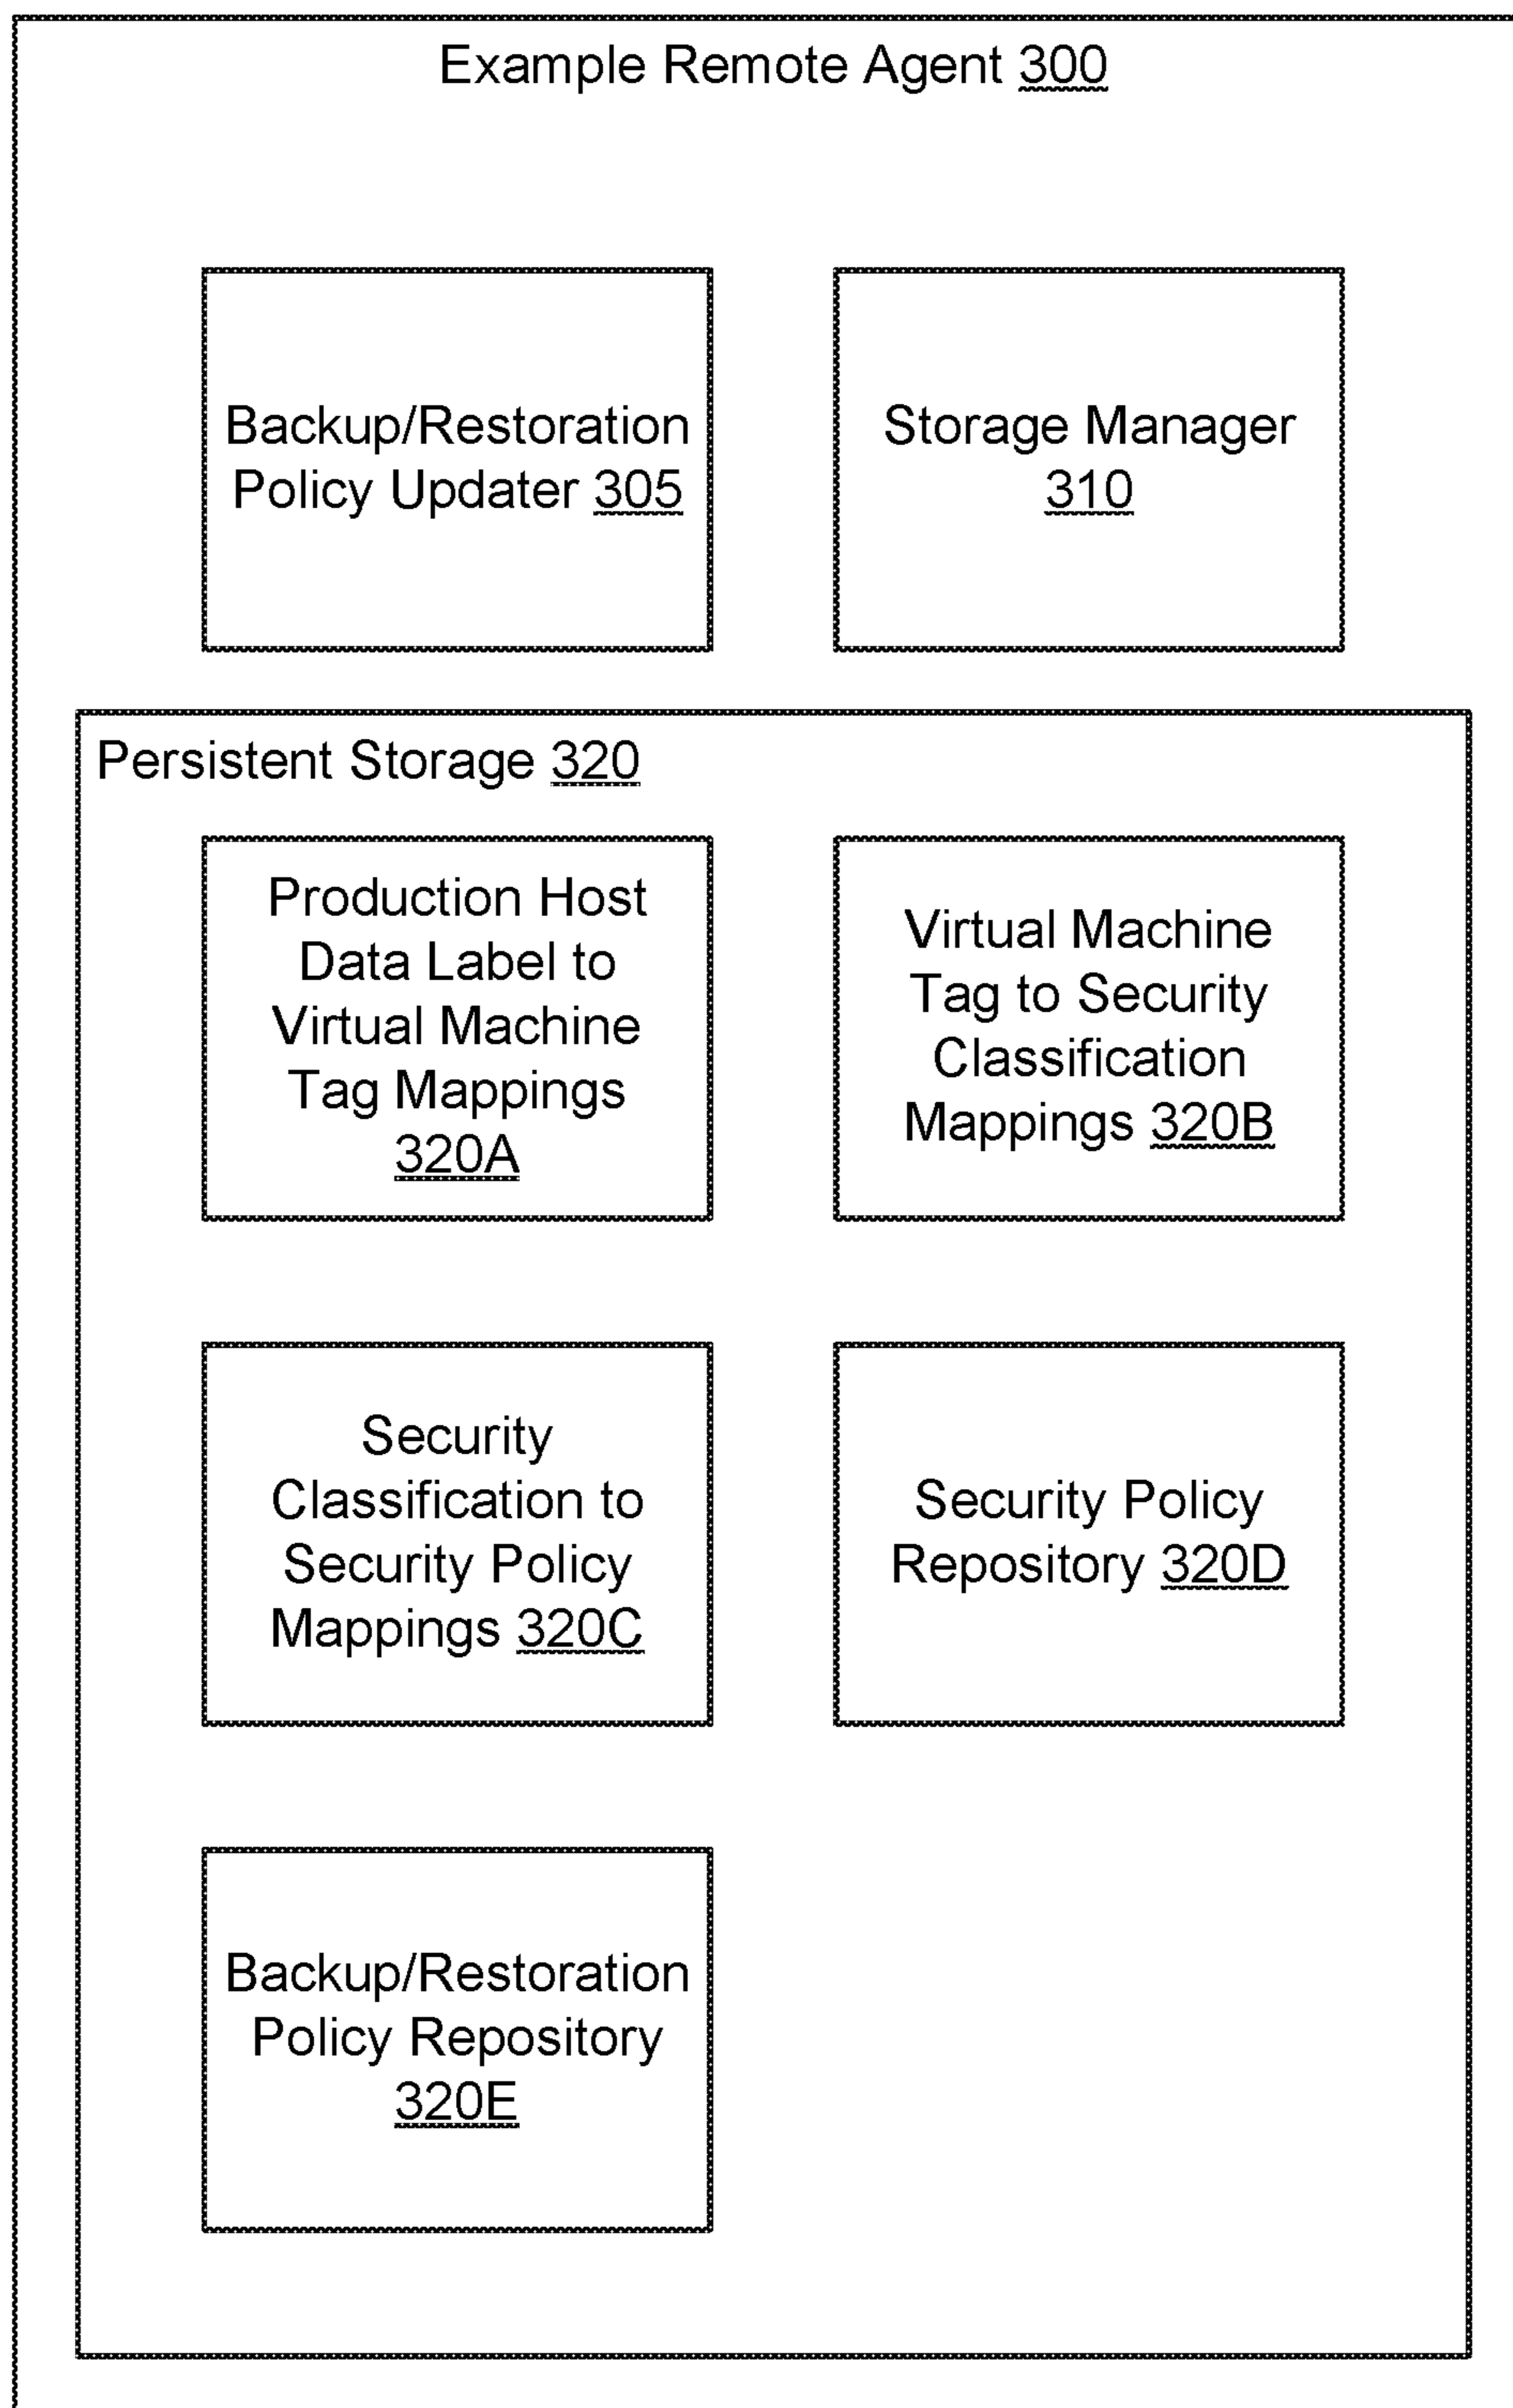 Example Remote Agent 300
Backup/Restoration
Policy Updater 305
Storage Manager
310
Persistent Storage 320
Production Host
Data Label to
Virtual Machine
Tag Mappings
320A
Virtual Machine
Tag to Security
Classification
Mappings 320B
Security
Classification to
Security Policy
Mappings 320C
Security Policy
Repository 320D
Backup/Restoration
Policy Repository
320E